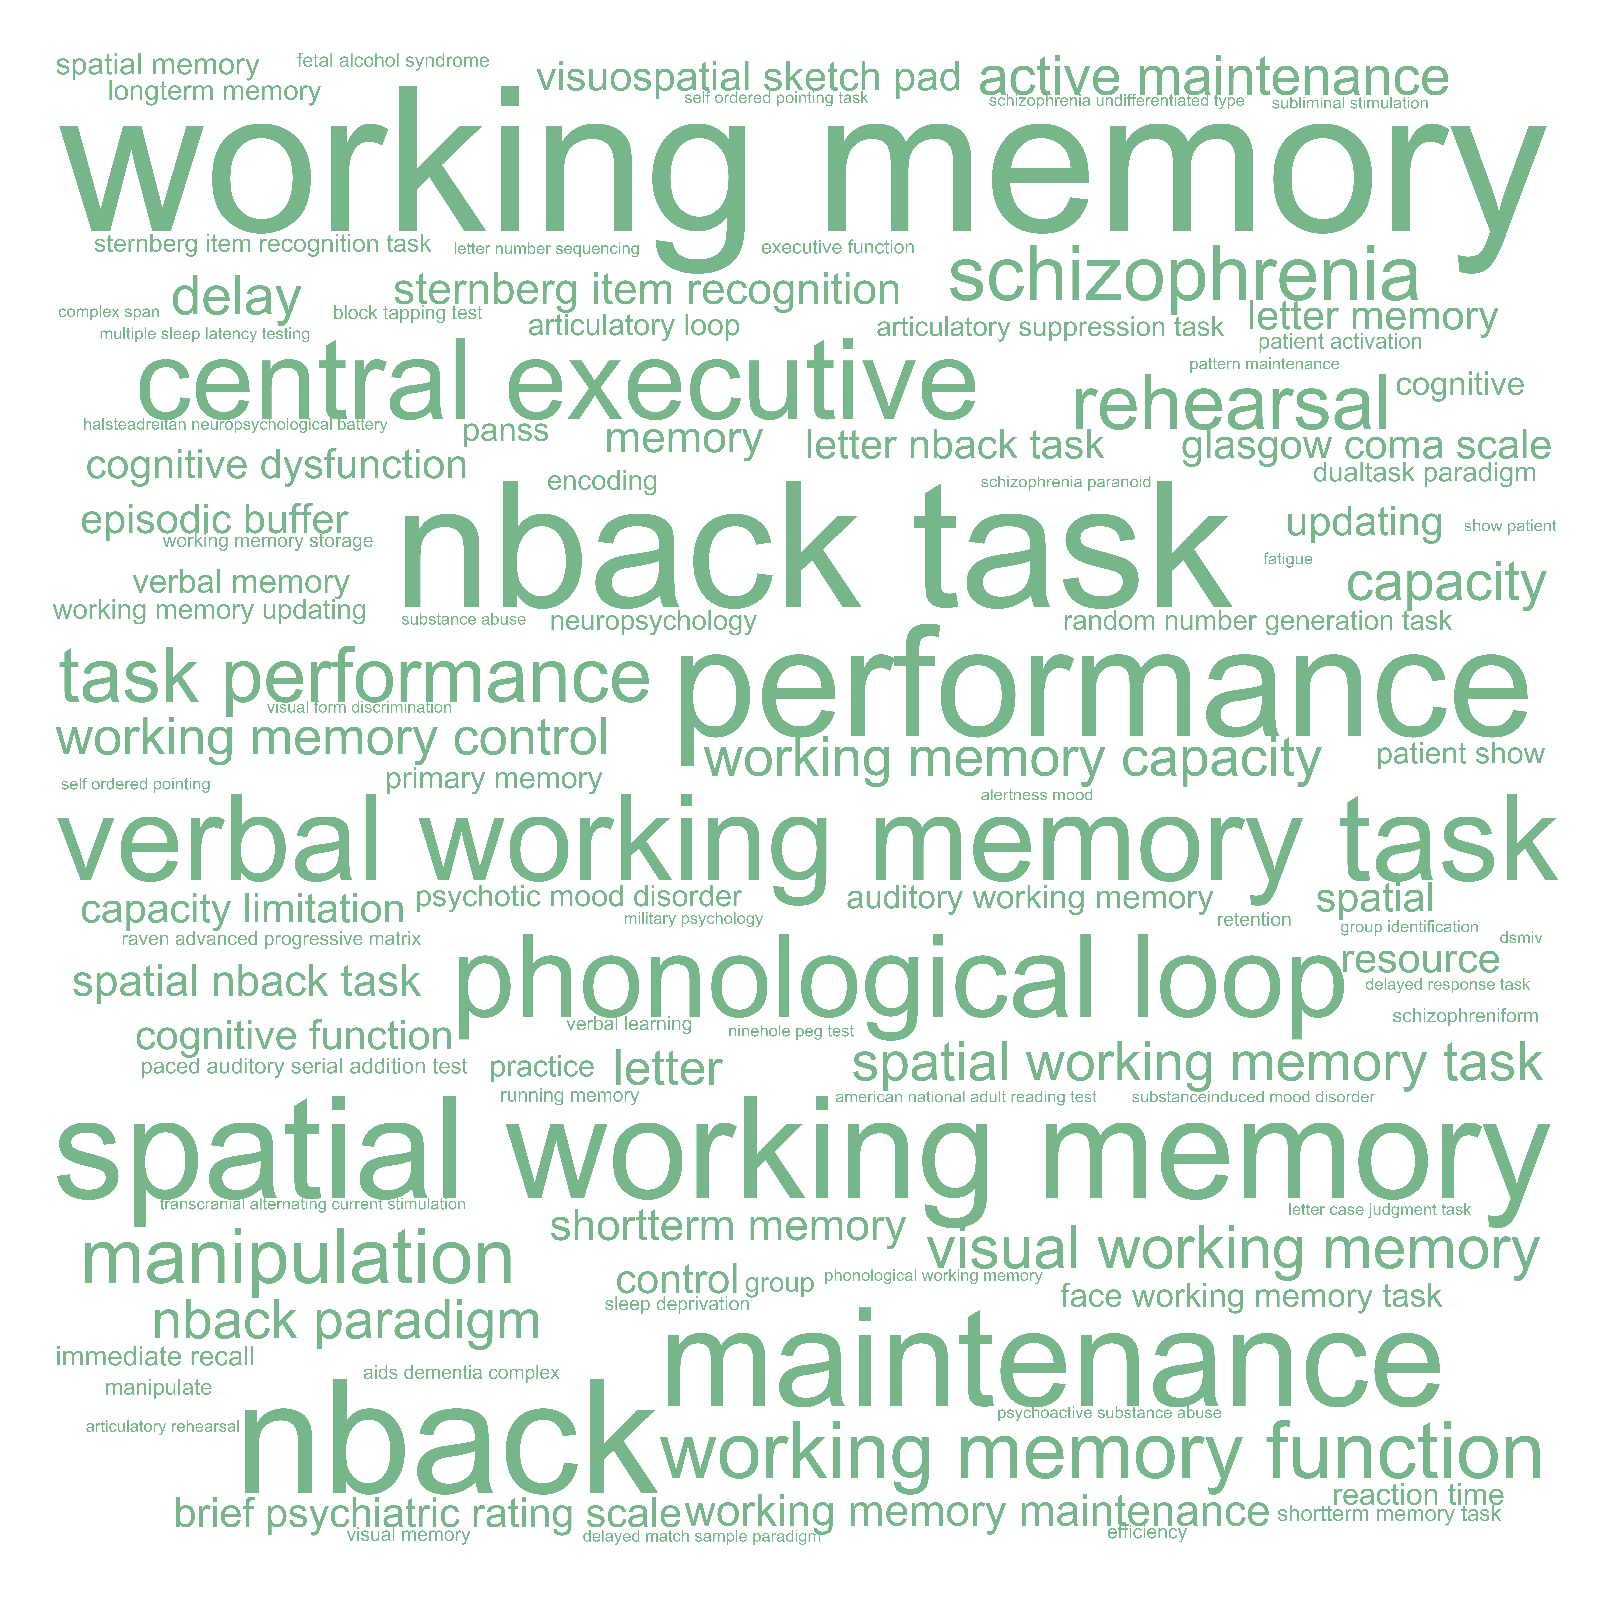 spatial memory
fetal alcohol syndrome
visuospatial sketch pad
active maintenance
longterm memory
self ordered pointing task
schizophrenia undifferentiated type
subliminal stimulation
working memory
sternberg item recognition task
letter number sequencing
executive function
schizophrenia
delay
sternberg item recognition
complex span
block tapping test
articulatory loop
articulatory suppression task
letter memory
multiple sleep latency testing
patient activation
central executive
pattern maintenance
rehearsal
cognitive
halsteadreitan neuropsychological battery
panss
memory
letter nback task
glasgow coma scale
cognitive dysfunction
encoding
schizophrenia paranoid
dualtask paradigm
episodic buffer
nback task
updating
show patient
working memory storage
fatigue
verbal memory
capacity
working memory updating
substance abuse
neuropsychology
random number generation task
task performance
performance
visual form discrimination
working memory control
working memory capacity
patient show
self ordered pointing
primary memory
alertness mood
verbal working memory task
capacity limitation
psychotic mood disorder
auditory working memory
spatial
military psychology
retention
group identification
raven advanced progressive matrix
dsmiv
spatial nback task
phonological loop
resource
delayed response task
cognitive function
verbal learning
ninehole peg test
schizophreniform
paced auditory serial addition test
practice
letter
spatial working memory task
running memory
american national adult reading test
substanceinduced mood disorder
spatial working memory
transcranial alternating current stimulation
letter case judgment task
shortterm memory
manipulation
visual working memory
control
group
phonological working memory
sleep deprivation
face working memory task
nback paradigm
maintenance
immediate recall
aids dementia complex
manipulate
articulatory rehearsal
nback
psychoactive substance abuse
working memory function
brief psychiatric rating scale
working memory maintenance
reaction time
shortterm memory task
visual memory
delayed match sample paradigm
efficiency